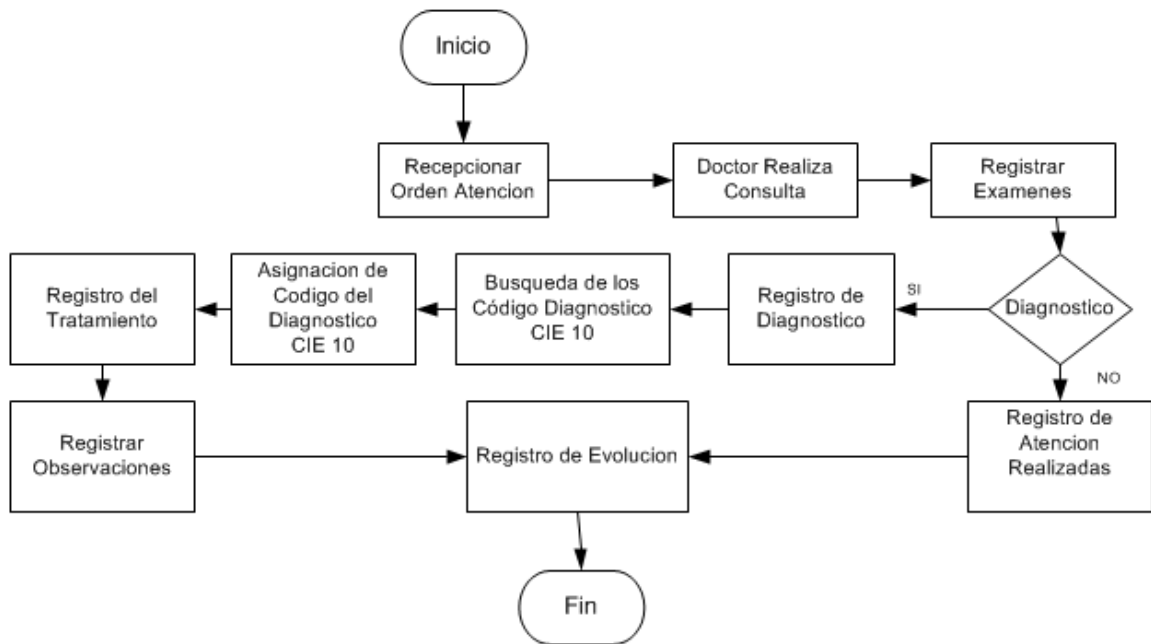 Inicio
Recepcionar
Orden Atencion
Doctor Realiza
Consulta
Registrar
Examenes
Diagnostico
SI
Registro de
Diagnostico
Busqueda de los
Código Diagnostico
CIE 10
Asignacion de
Codigo del
Diagnostico
CIE 10
Registro del
Tratamiento
Registrar
Observaciones
NO
Registro de
Atencion
Realizadas
Registro de Evolucion
Fin